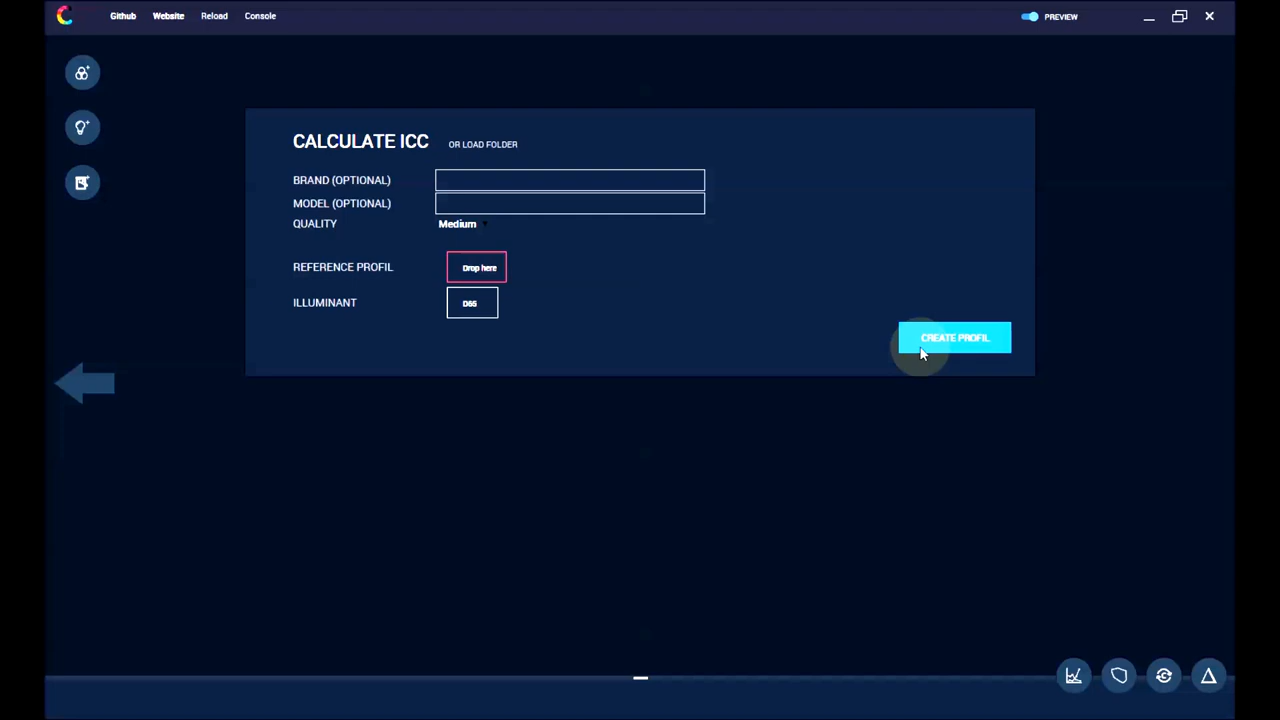 Github Website Reload Console PREVIEW
CALCULATE ICC OR LOAD FOLDER
BRAND (OPTIONAL)
MODEL (OPTIONAL)
QUALITY Medium
REFERENCE PROFIL Drop here
ILLUMINANT D65
CREATE PROFIL